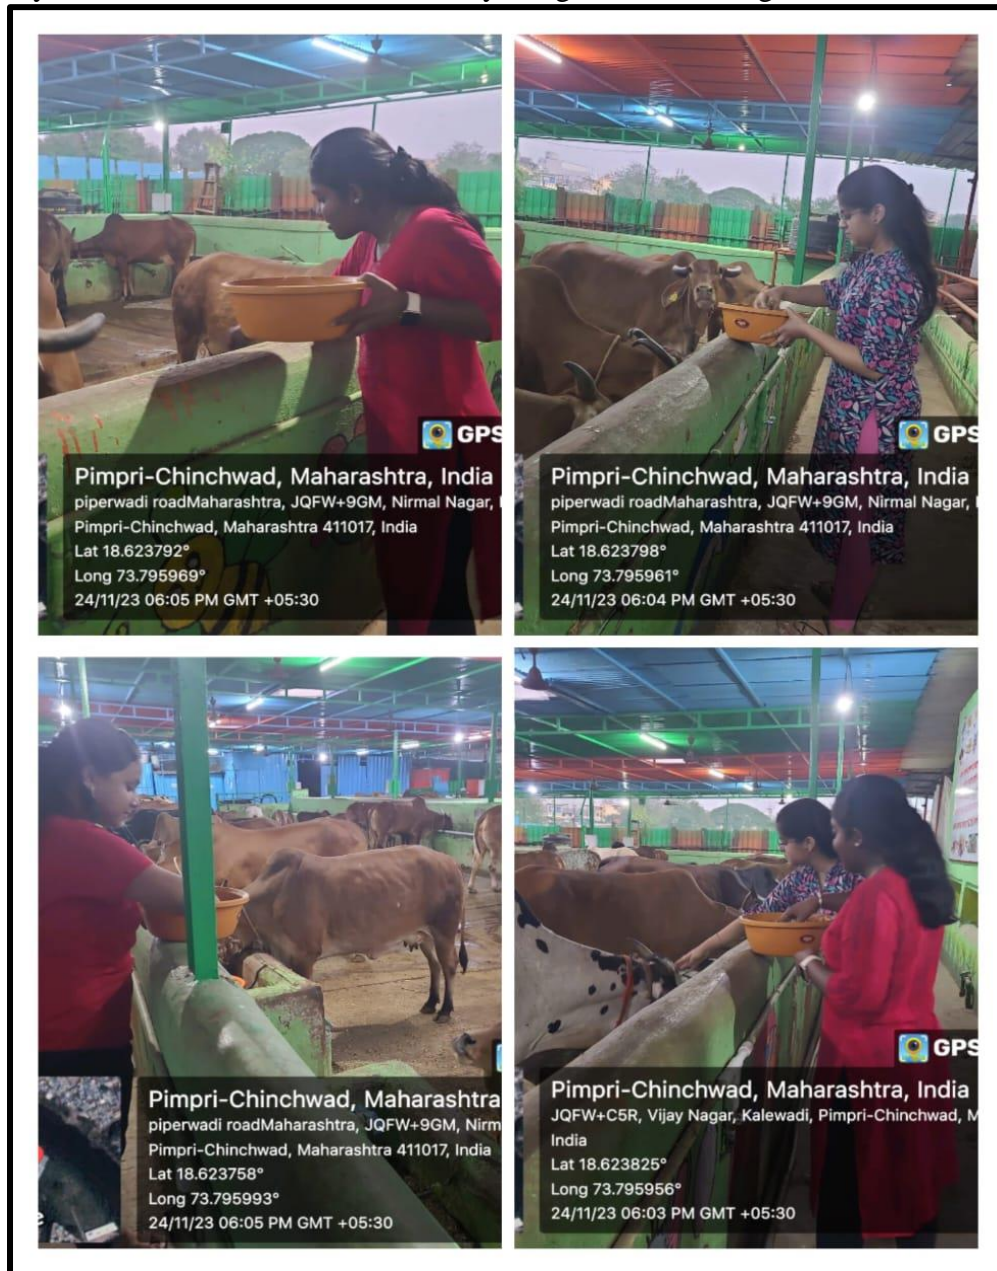 GPS
Pimpri-Chinchwad, Maharashtra, India
piperwadi roadMaharashtra, JQFW+9GM, Nirmal Nagar,
Pimpri-Chinchwad, Maharashtra 411017, India
Lat 18.623792°
Long 73.795969°
24/11/23 06:05 PM GMT +05:30
GPS
Pimpri-Chinchwad, Maharashtra, India
piperwadi roadMaharashtra, JQFW+9GM, Nirmal Nagar,
Pimpri-Chinchwad, Maharashtra 411017, India
Lat 18.623798°
Long 73.795961°
24/11/23 06:04 PM GMT +05:30
Pimpri-Chinchwad, Maharashtra
piperwadi roadMaharashtra, JQFW+9GM, Nirm
Pimpri-Chinchwad, Maharashtra 411017, India
Lat 18.623758°
Long 73.795993°
24/11/23 06:05 PM GMT +05:30
GPS
Pimpri-Chinchwad, Maharashtra, India
JQFW+C5R, Vijay Nagar, Kalewadi, Pimpri-Chinchwad, M
India
Lat 18.623825°
Long 73.795956°
24/11/23 06:03 PM GMT +05:30